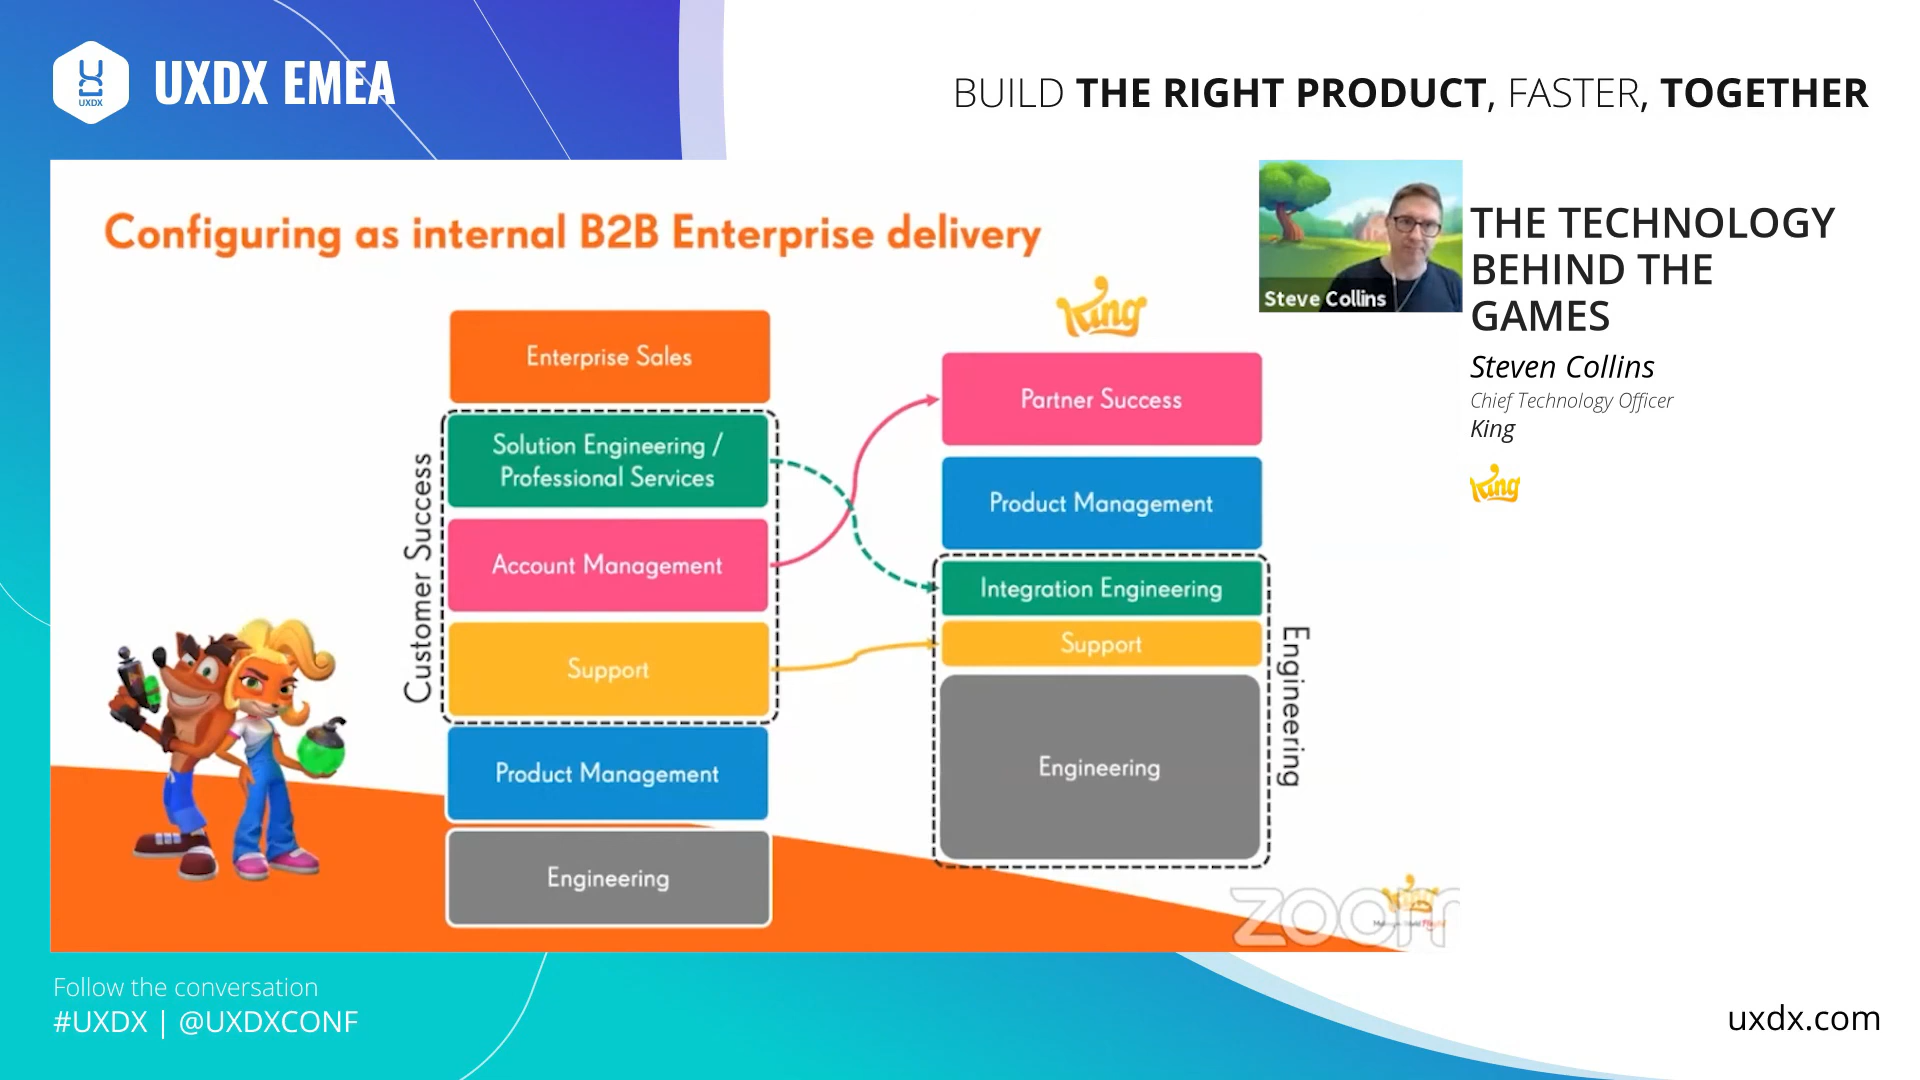 UXDX
UXDX EMEA
BUILD THE RIGHT PRODUCT, FASTER, TOGETHER
Configuring as internal B2B Enterprise delivery
King
Enterprise Sales
Solution Engineering /
Professional Services
Account Management
Support
Customer Success
Product Management
Engineering
Partner Success
Product Management
Integration Engineering
Support
Engineering
Engineering
Steve Collins
THE TECHNOLOGY
BEHIND THE
GAMES
Steven Collins
Chief Technology Officer
King
King
zoom
King
Follow the conversation
#UXDX | @UXDXCONF
uxdx.com